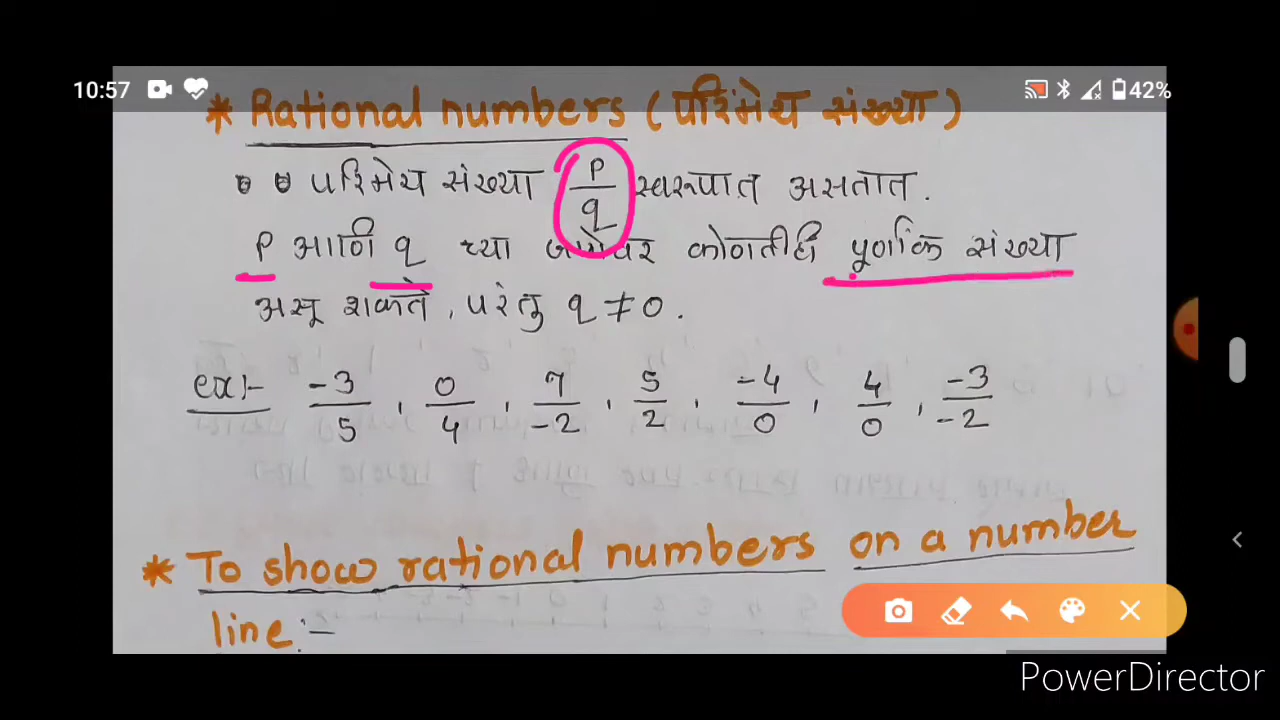 10:57 42%
* Rational numbers (परिमेय संख्या)
परिमेय संख्या p/q स्वरूपात असतात.
p आणि q च्या जागेवर कोणतीही पूर्णांक संख्या
असू शकते, परंतु q ≠ 0.
ex:- -3/5, 0/4, 7/-2, 5/2, -4/0, 4/0, -3/-2
* To show rational numbers on a number
line:-
PowerDirector